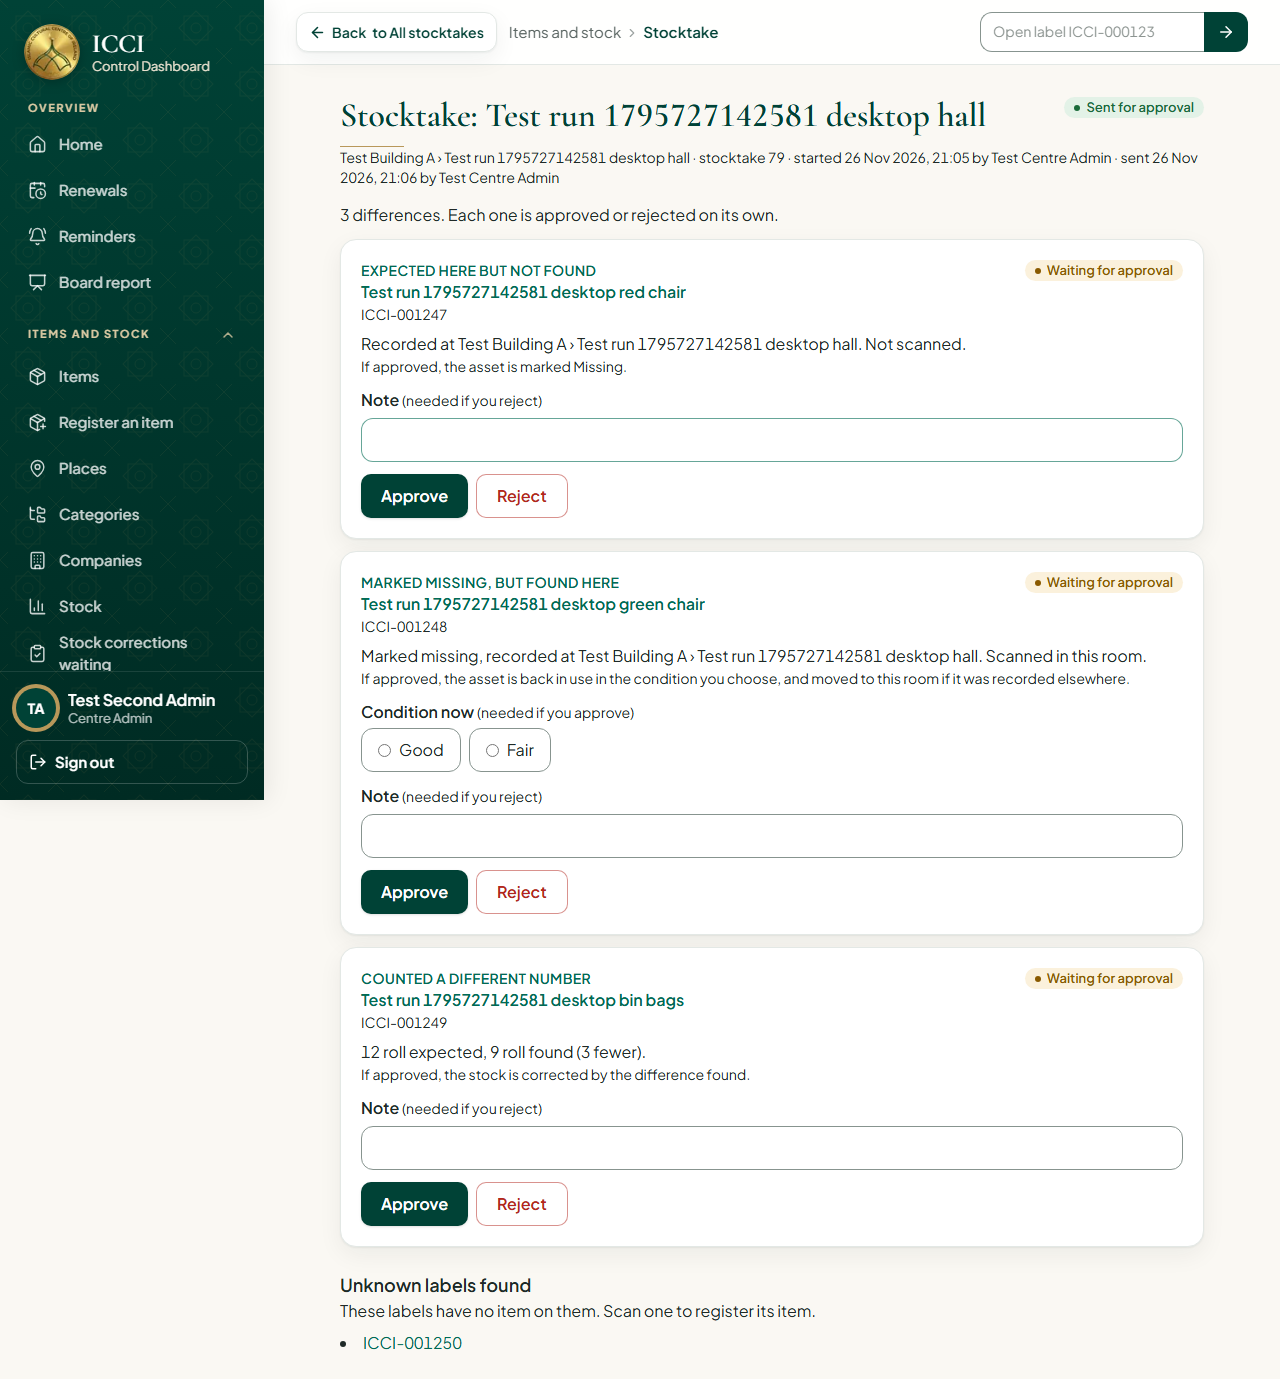 ICCI
Control Dashboard
OVERVIEW
Home
Renewals
Reminders
Board report
ITEMS AND STOCK
Items
Register an item
Places
Categories
Companies
Stock
Stock corrections
waiting
TA
Test Second Admin
Centre Admin
Sign out
Back to All stocktakes
Items and stock › Stocktake
Open label ICCI-000123
Stocktake: Test run 1795727142581 desktop hall
Sent for approval
Test Building A › Test run 1795727142581 desktop hall · stocktake 79 · started 26 Nov 2026, 21:05 by Test Centre Admin · sent 26 Nov
2026, 21:06 by Test Centre Admin
3 differences. Each one is approved or rejected on its own.
EXPECTED HERE BUT NOT FOUND
Waiting for approval
Test run 1795727142581 desktop red chair
ICCI-001247
Recorded at Test Building A › Test run 1795727142581 desktop hall. Not scanned.
If approved, the asset is marked Missing.
Note (needed if you reject)
Approve
Reject
MARKED MISSING, BUT FOUND HERE
Waiting for approval
Test run 1795727142581 desktop green chair
ICCI-001248
Marked missing, recorded at Test Building A › Test run 1795727142581 desktop hall. Scanned in this room.
If approved, the asset is back in use in the condition you choose, and moved to this room if it was recorded elsewhere.
Condition now (needed if you approve)
Good
Fair
Note (needed if you reject)
Approve
Reject
COUNTED A DIFFERENT NUMBER
Waiting for approval
Test run 1795727142581 desktop bin bags
ICCI-001249
12 roll expected, 9 roll found (3 fewer).
If approved, the stock is corrected by the difference found.
Note (needed if you reject)
Approve
Reject
Unknown labels found
These labels have no item on them. Scan one to register its item.
ICCI-001250